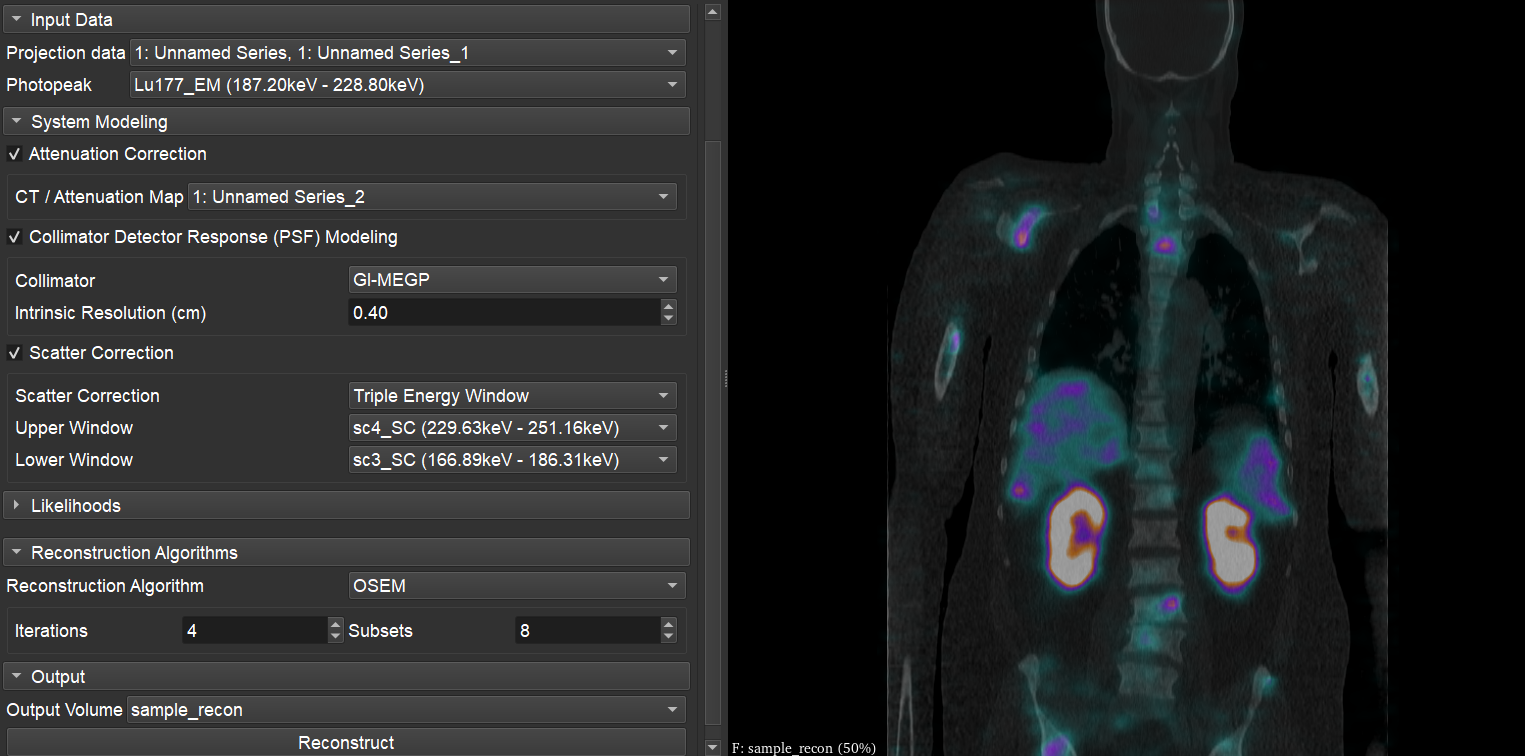 Input Data
Projection data 1: Unnamed Series, 1: Unnamed Series_1
Photopeak Lu177_EM (187.20keV - 228.80keV)
System Modeling
Attenuation Correction
CT / Attenuation Map 1: Unnamed Series_2
Collimator Detector Response (PSF) Modeling
Collimator GI-MEGP
Intrinsic Resolution (cm) 0.40
Scatter Correction
Scatter Correction Triple Energy Window
Upper Window sc4_SC (229.63keV - 251.16keV)
Lower Window sc3_SC (166.89keV - 186.31keV)
Likelihoods
Reconstruction Algorithms
Reconstruction Algorithm OSEM
Iterations 4 Subsets 8
Output
Output Volume sample_recon
Reconstruct
F: sample_recon (50%)